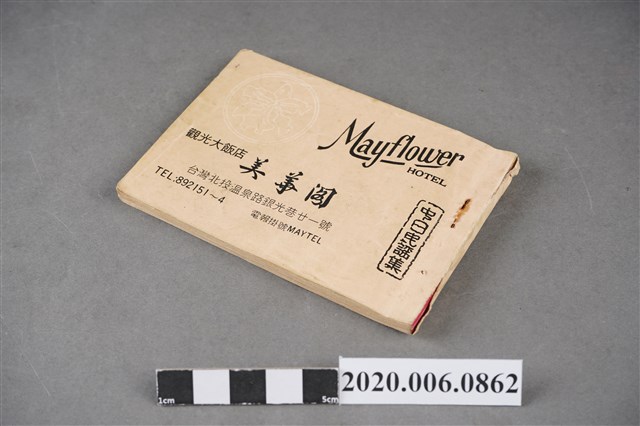 Mayflower
HOTEL
觀光大飯店
美華閣
台灣北投溫泉路銀光巷廿一號
TEL:892151~4
電報掛號MAYTEL
中日民謠集
1cm
5cm
2020.006.0862